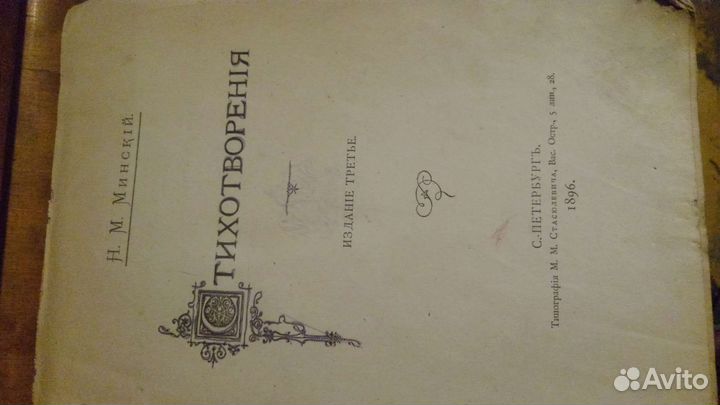 Н. М. Минскій.
СТИХОТВОРЕНІЯ
ИЗДАНІЕ ТРЕТЬЕ.
С.-ПЕТЕРБУРГЪ.
Типографія М. М. Стасюлевича, Вас. Остр., 5 лин., 28.
1896.
Avito